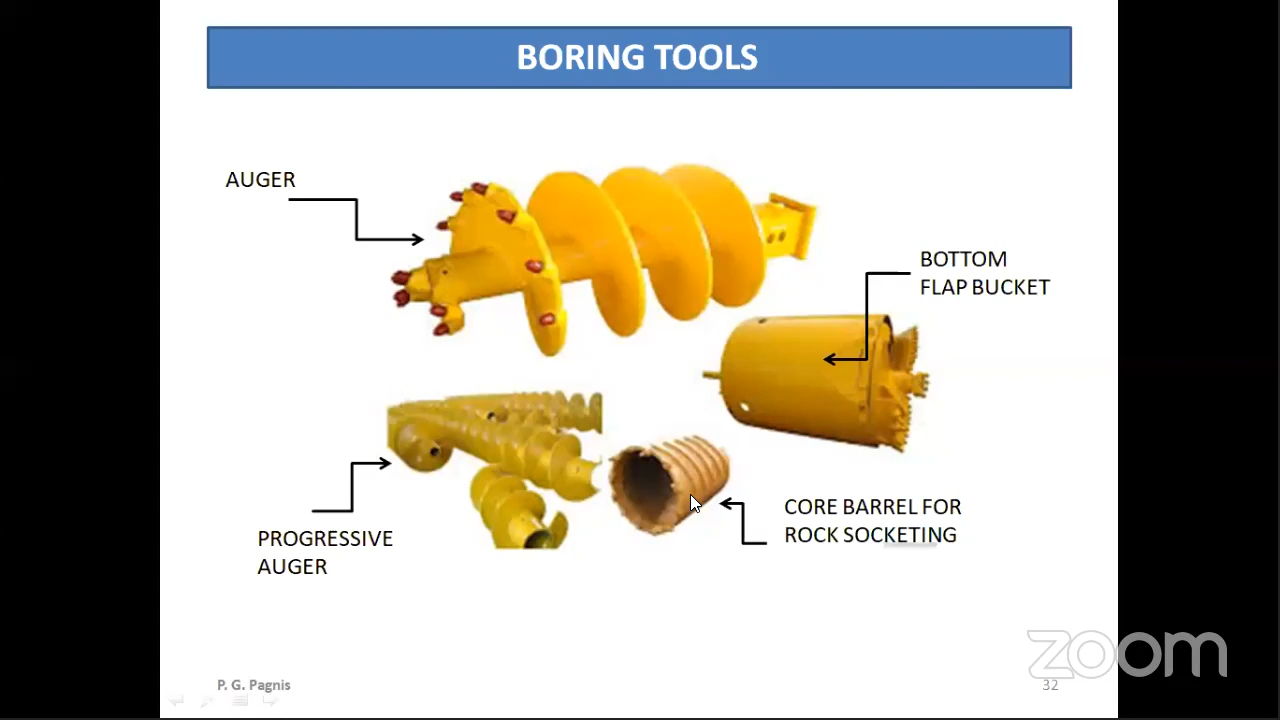 BORING TOOLS
AUGER
BOTTOM
FLAP BUCKET
PROGRESSIVE
AUGER
CORE BARREL FOR
ROCK SOCKETING
P. G. Pagnis
32
zoom